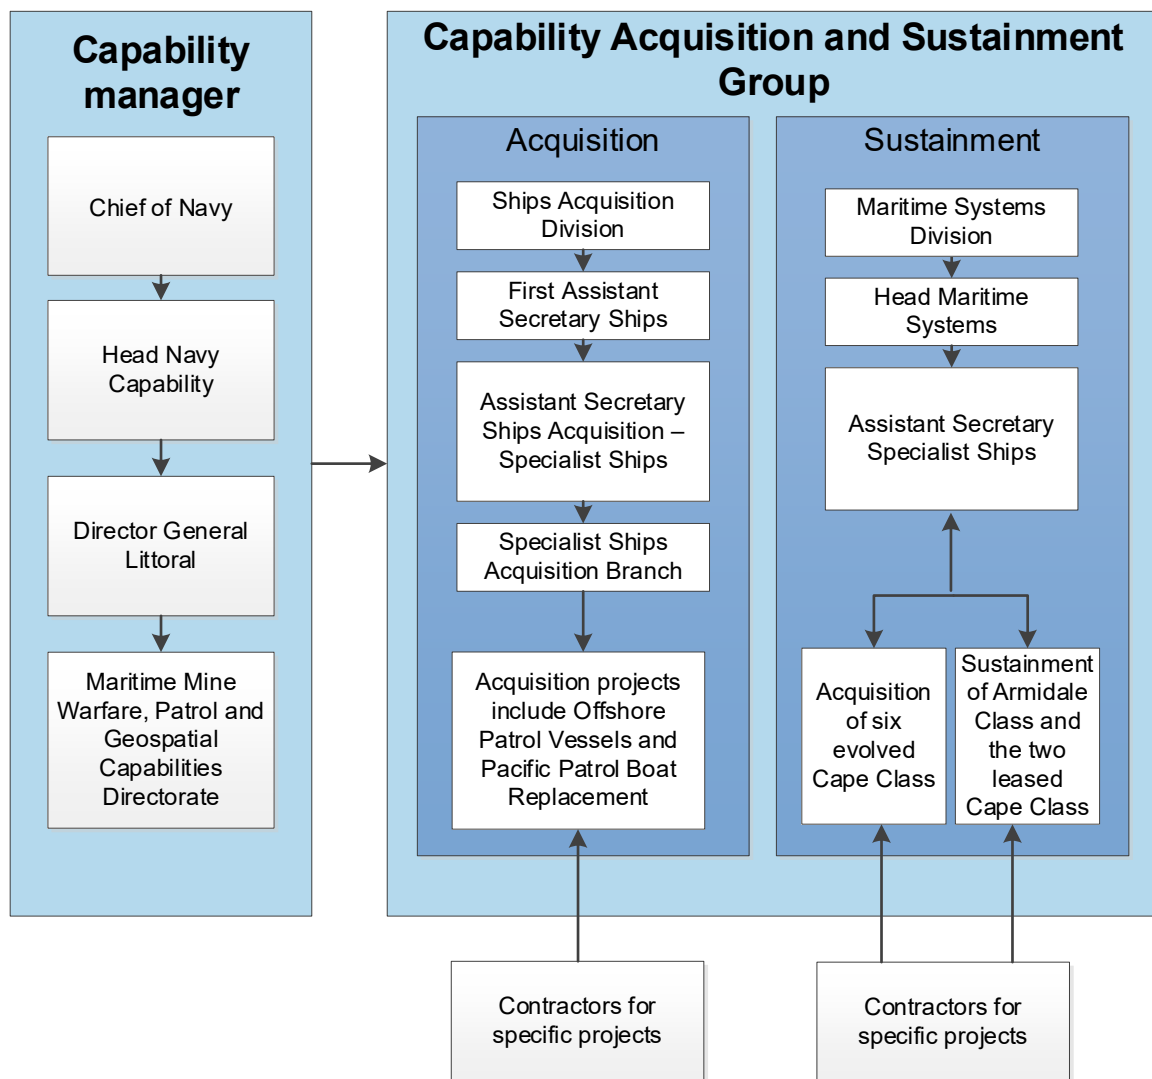 Capability
manager
Chief of Navy
Head Navy
Capability
Director General
Littoral
Maritime Mine
Warfare, Patrol and
Geospatial
Capabilities
Directorate
Capability Acquisition and Sustainment
Group
Acquisition
Ships Acquisition
Division
First Assistant
Secretary Ships
Assistant Secretary
Ships Acquisition –
Specialist Ships
Specialist Ships
Acquisition Branch
Acquisition projects
include Offshore
Patrol Vessels and
Pacific Patrol Boat
Replacement
Contractors for
specific projects
Sustainment
Maritime Systems
Division
Head Maritime
Systems
Assistant Secretary
Specialist Ships
Acquisition
of six
evolved
Cape Class
Sustainment
of Armidale
Class and
the two
leased
Cape Class
Contractors for
specific projects